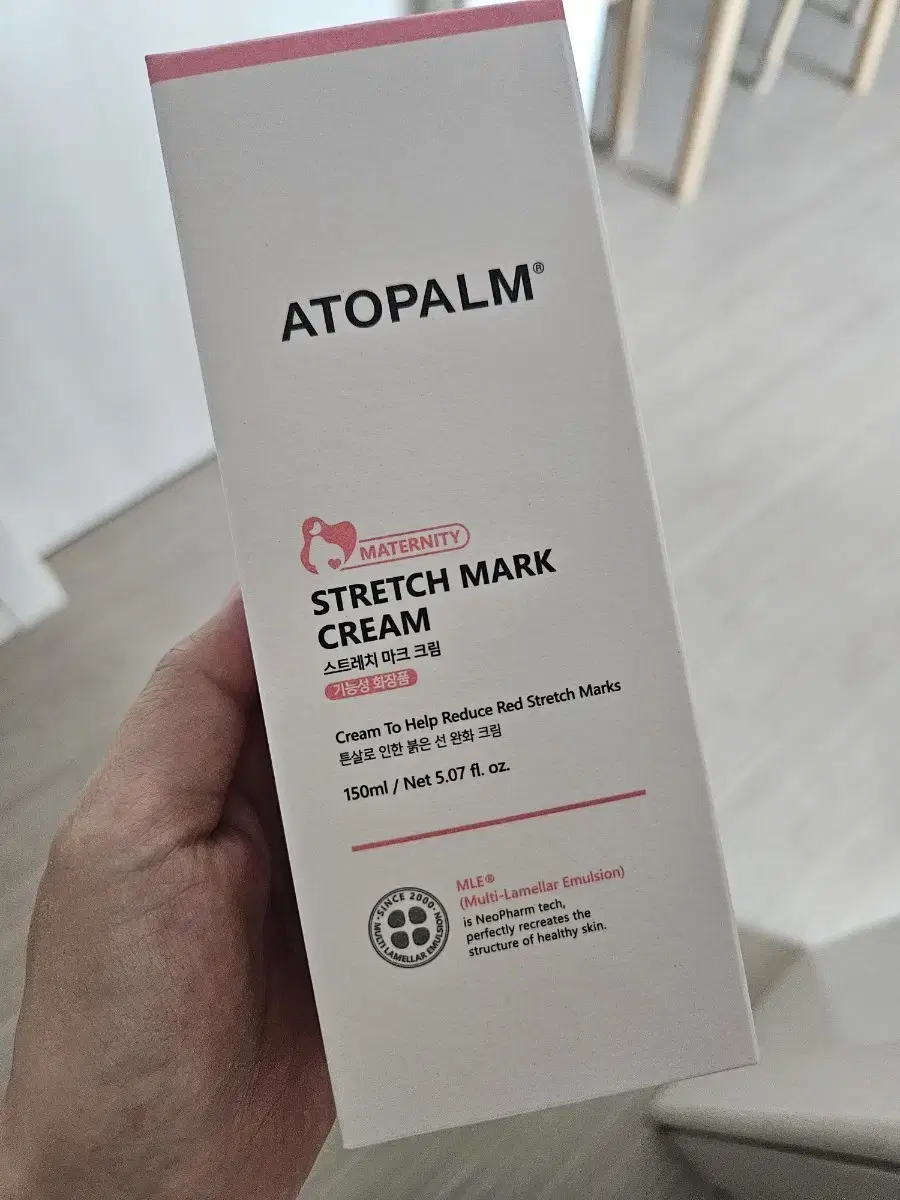 ATOPALM®
MATERNITY
STRETCH MARK
CREAM
스트레치 마크 크림
기능성 화장품
Cream To Help Reduce Red Stretch Marks
튼살로 인한 붉은 선 완화 크림
150ml / Net 5.07 fl. oz.
·SINCE 2000·
MULTI LAMELLAR EMULSION
MLE®
(Multi-Lamellar Emulsion)
is NeoPharm tech,
perfectly recreates the
structure of healthy skin.